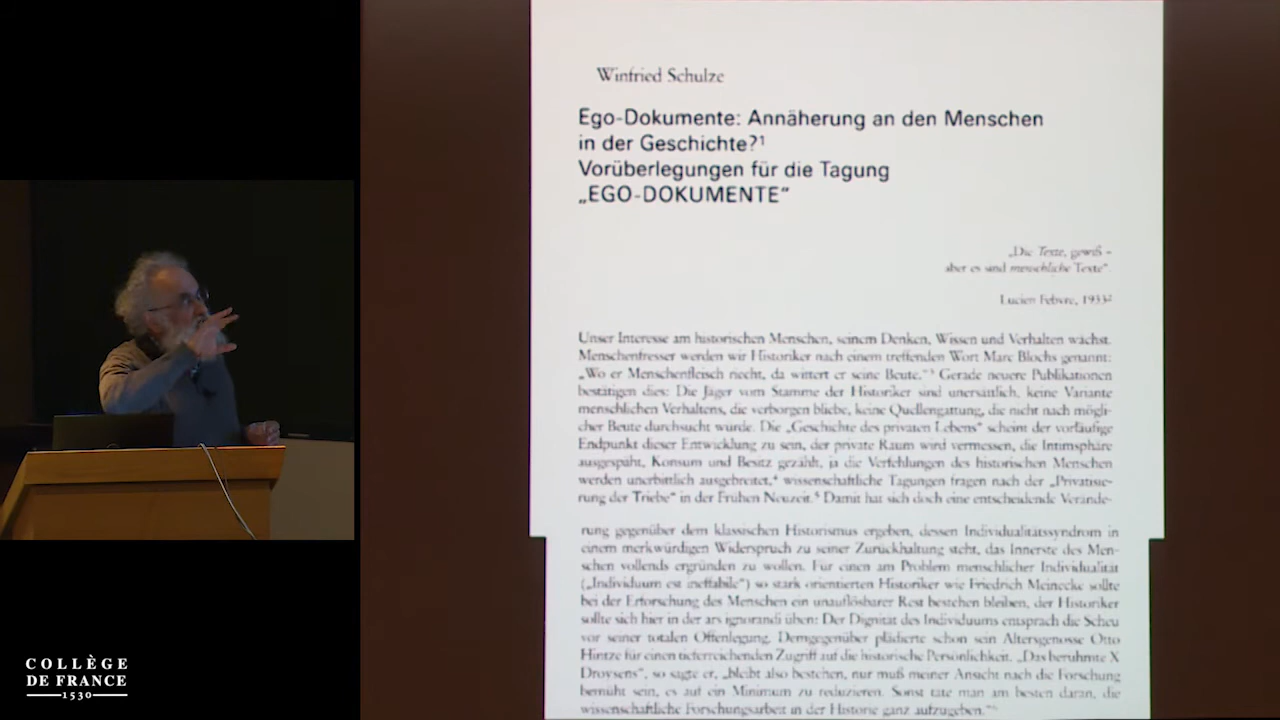 Winfried Schulze
Ego-Dokumente: Annäherung an den Menschen
in der Geschichte?¹
Vorüberlegungen für die Tagung
„EGO-DOKUMENTE“
„Die Texte, gewiß –
aber es sind menschliche Texte“.
Lucien Febvre, 1933²
Unser Interesse am historischen Menschen, seinem Denken, Wissen und Verhalten wächst.
Menschenfresser werden wir Historiker nach einem treffenden Wort Marc Blochs genannt:
„Wo er Menschenfleisch riecht, da wittert er seine Beute.“³ Gerade neuere Publikationen
bestätigen dies: Die Jäger vom Stamme der Historiker sind unersättlich, keine Variante
menschlichen Verhaltens, die verborgen bliebe, keine Quellengattung, die nicht nach mögli-
cher Beute durchsucht würde. Die „Geschichte des privaten Lebens“ scheint der vorläufige
Endpunkt dieser Entwicklung zu sein, der private Raum wird vermessen, die Intimsphäre
ausgespäht, Konsum und Besitz gezählt, ja die Verfehlungen des historischen Menschen
werden unerbittlich ausgebreitet,⁴ wissenschaftliche Tagungen fragen nach der „Privatisie-
rung der Triebe“ in der Frühen Neuzeit. Damit hat sich doch eine entscheidende Verände-
rung gegenüber dem klassischen Historismus ergeben, dessen Individualitätssyndrom in
einem merkwürdigen Widerspruch zu seiner Zurückhaltung steht, das Innerste des Men-
schen vollends ergründen zu wollen. Für einen am Problem menschlicher Individualität
(„Individuum est ineffabile“) so stark orientierten Historiker wie Friedrich Meinecke sollte
bei der Erforschung des Menschen ein unauflösbarer Rest bestehen bleiben, der Historiker
sollte sich hier in der ars ignorandi üben: Der Dignität des Individuums entsprach die Scheu
vor seiner totalen Offenlegung. Demgegenüber plädierte schon sein Altersgenosse Otto
Hintze für einen tieferreichenden Zugriff auf die historische Persönlichkeit. „Das berühmte X
Droysens“, so sagte er, „bleibt also bestehen, nur muß meiner Ansicht nach die Forschung
bemüht sein, es auf ein Minimum zu reduzieren. Sonst täte man am besten daran, die
wissenschaftliche Forschungsarbeit in der Historie ganz aufzugeben.“
COLLÈGE
DE FRANCE
1530